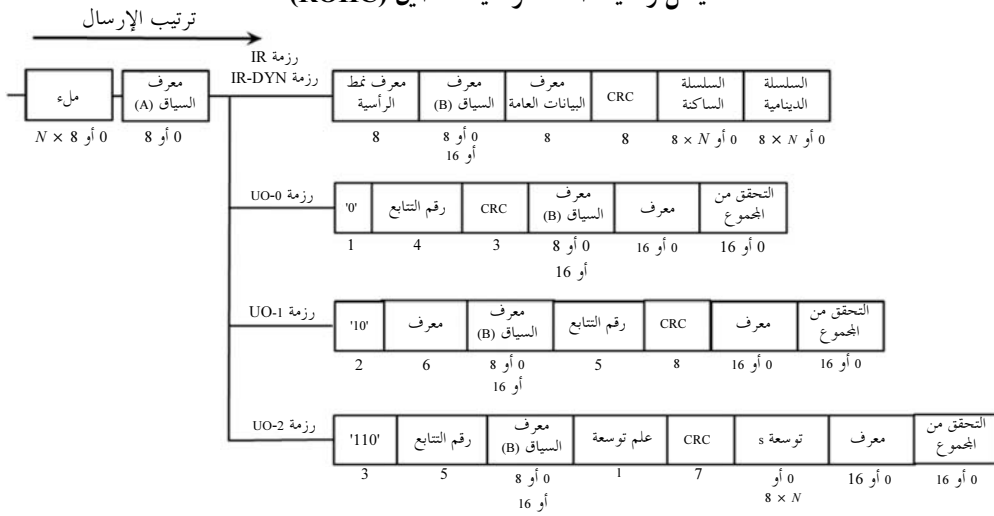 (ROHC)
ترتيب الإرسال
ملء
معرف
السياق (A)
0 أو 8 × N
0 أو 8
رزمة IR
رزمة IR-DYN
معرف نمط
الرأسية
معرف
السياق (B)
معرف
البيانات العامة
CRC
السلسلة
الساكنة
السلسلة
الدينامية
8
0 أو 8
أو 16
8
8
0 أو 8 × N
0 أو 8 × N
رزمة UO-0
'0'
رقم التتابع
CRC
معرف
السياق (B)
معرف
التحقق من
المجموع
1
4
3
0 أو 8
أو 16
0 أو 16
0 أو 16
رزمة UO-1
'10'
معرف
معرف
السياق (B)
رقم التتابع
CRC
معرف
التحقق من
المجموع
2
6
0 أو 8
أو 16
5
8
0 أو 16
0 أو 16
رزمة UO-2
'110'
رقم التتابع
معرف
السياق (B)
علم توسعة
CRC
توسعة s
معرف
التحقق من
المجموع
3
5
0 أو 8
أو 16
1
7
0 أو
8 × N
0 أو 16
0 أو 16